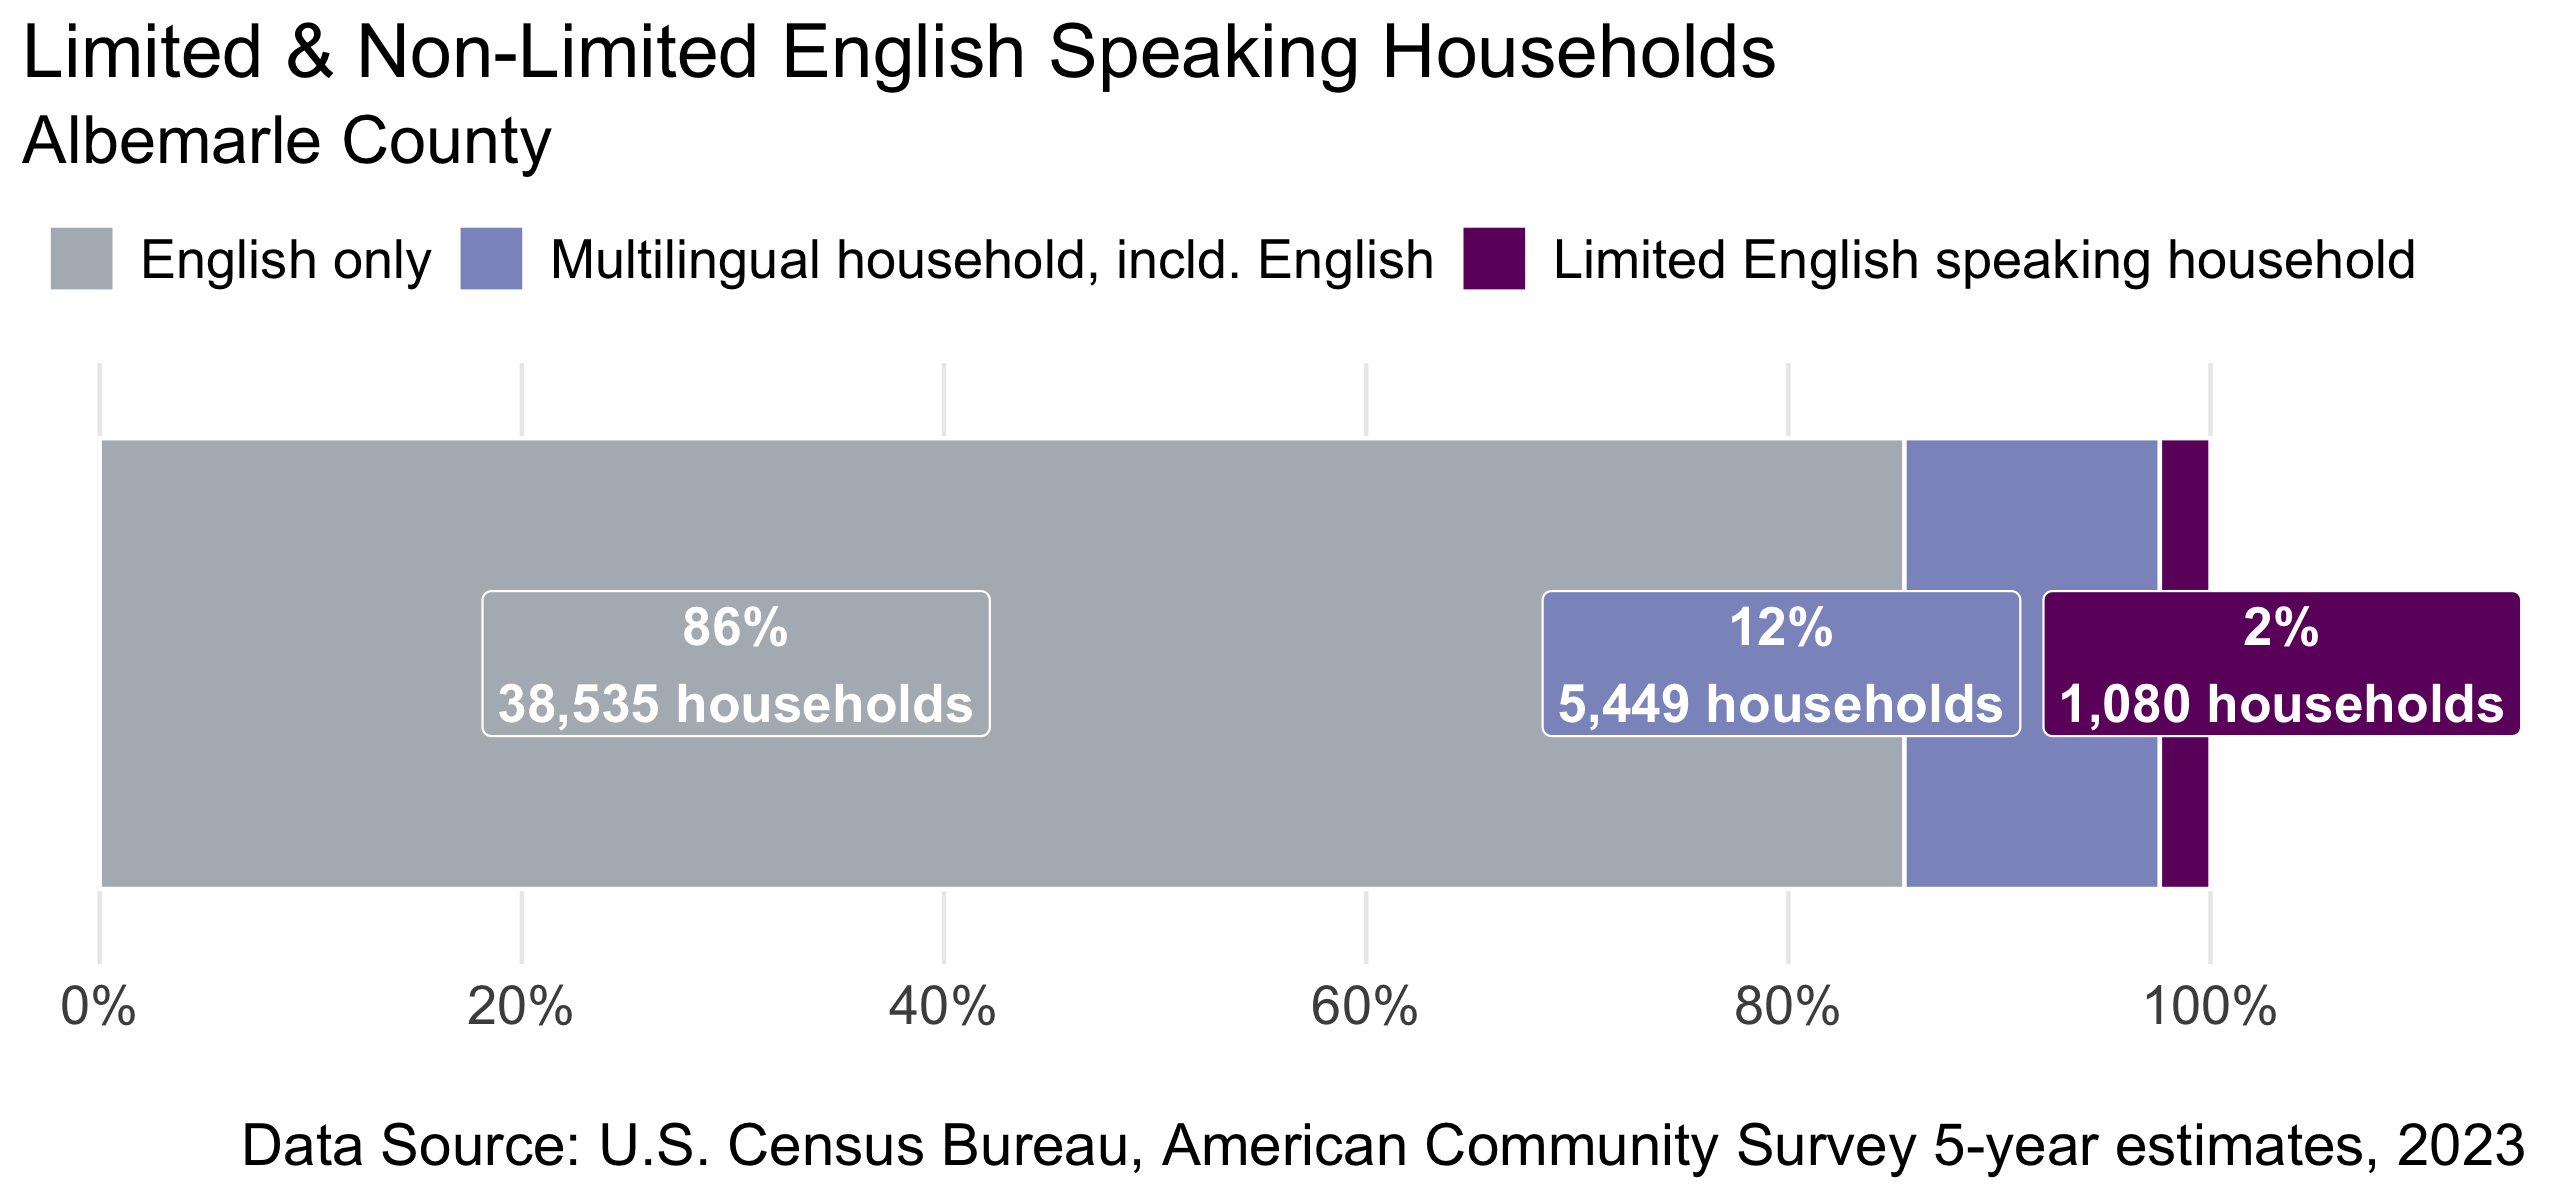 Limited & Non-Limited English Speaking Households
Albemarle County
English only
Multilingual household, incld. English
Limited English speaking household
86%
38,535 households
12%
5,449 households
2%
1,080 households
0%
20%
40%
60%
80%
100%
Data Source: U.S. Census Bureau, American Community Survey 5-year estimates, 2023